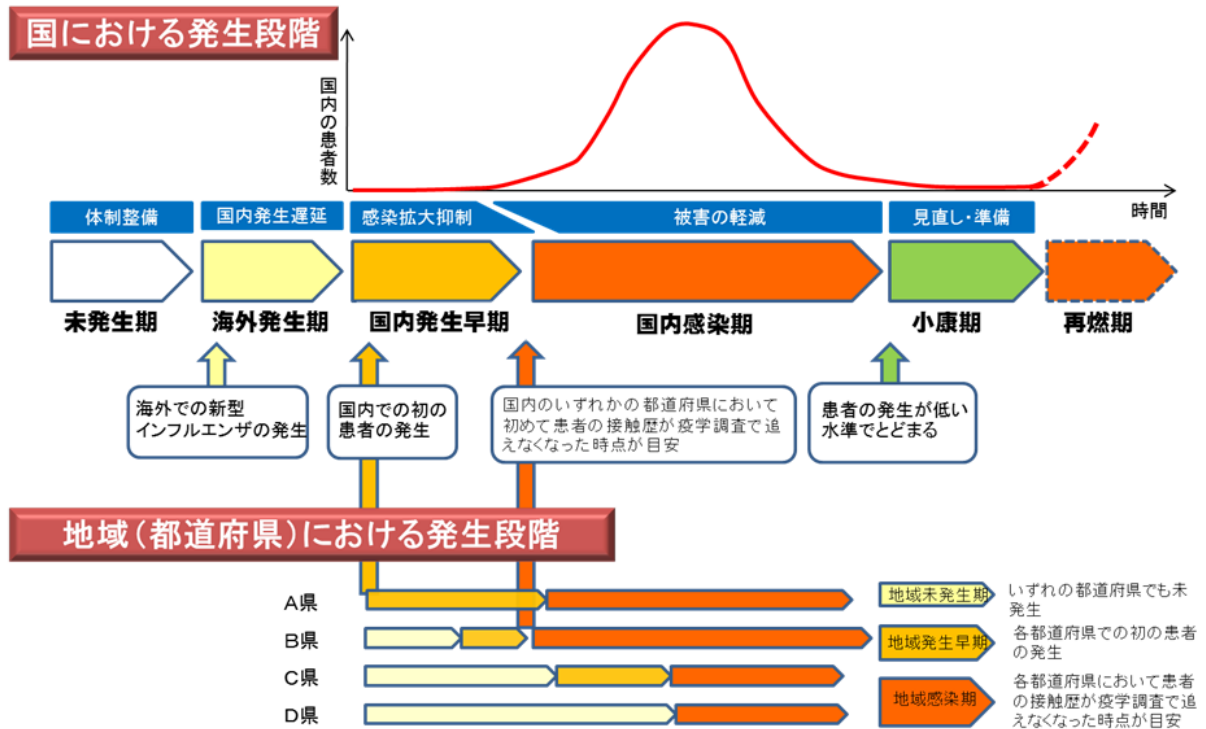 国における発生段階
国内の患者数
時間
体制整備
国内発生遅延
感染拡大抑制
被害の軽減
見直し・準備
未発生期
海外発生期
国内発生早期
国内感染期
小康期
再燃期
海外での新型
インフルエンザの発生
国内での初の
患者の発生
国内のいずれかの都道府県において
初めて患者の接触歴が疫学調査で追
えなくなった時点が目安
患者の発生が低い
水準でとどまる
地域（都道府県）における発生段階
A県
B県
C県
D県
地域未発生期
いずれの都道府県でも未
発生
地域発生早期
各都道府県での初の患者
の発生
地域感染期
各都道府県において患者
の接触歴が疫学調査で追
えなくなった時点が目安